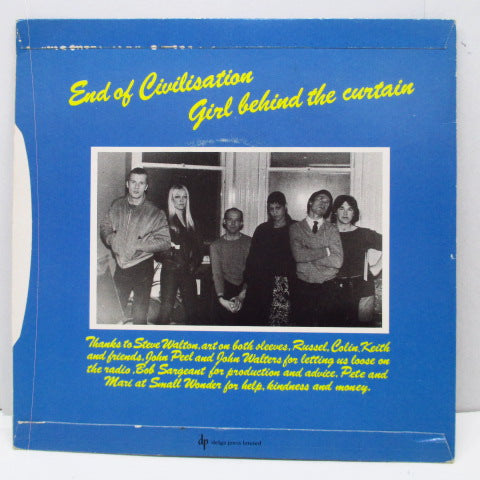 End of Civilisation
Girl behind the curtain
Thanks to Steve Walton, art on both sleeves, Russel, Colin, Keith
and friends, John Peel and John Walters for letting us loose on
the radio, Bob Sargeant for production and advice, Pete and
Mari at Small Wonder for help, kindness and money.
dp delga press limited